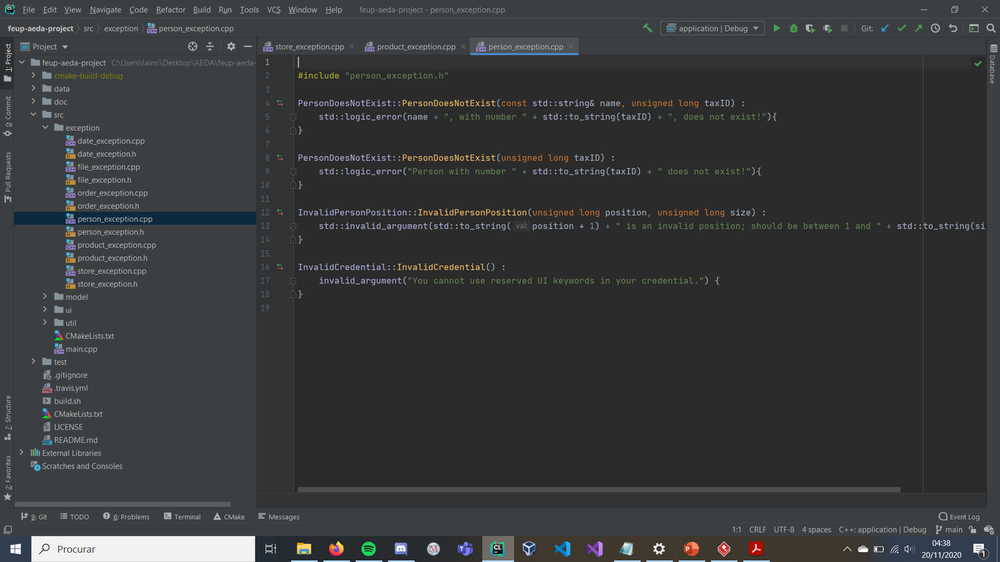 File Edit View Navigate Code Refactor Build Run Tools VCS Window Help feup-aeda-project - person_exception.cpp
feup-aeda-project src exception person_exception.cpp
application | Debug
Git:
1: Project
0: Commit
Pull Requests
7: Structure
2: Favorites
Project
feup-aeda-project C:\Users\laimi\Desktop\AEDA\feup-aeda-
cmake-build-debug
data
doc
src
exception
date_exception.cpp
date_exception.h
file_exception.cpp
file_exception.h
order_exception.cpp
order_exception.h
person_exception.cpp
person_exception.h
product_exception.cpp
product_exception.h
store_exception.cpp
store_exception.h
model
ui
util
CMakeLists.txt
main.cpp
test
.gitignore
.travis.yml
build.sh
CMakeLists.txt
LICENSE
README.md
External Libraries
Scratches and Consoles
store_exception.cpp product_exception.cpp person_exception.cpp
1
2 #include "person_exception.h"
3
4 PersonDoesNotExist::PersonDoesNotExist(const std::string& name, unsigned long taxID) :
5 std::logic_error(name + ", with number " + std::to_string(taxID) + ", does not exist!"){
6 }
7
8 PersonDoesNotExist::PersonDoesNotExist(unsigned long taxID) :
9 std::logic_error("Person with number " + std::to_string(taxID) + " does not exist!"){
10 }
11
12 InvalidPersonPosition::InvalidPersonPosition(unsigned long position, unsigned long size) :
13 std::invalid_argument(std::to_string( val: position + 1) + " is an invalid position; should be between 1 and " + std::to_string(si
14 }
15
16 InvalidCredential::InvalidCredential() :
17 invalid_argument("You cannot use reserved UI keywords in your credential.") {
18 }
19
Database
9: Git TODO 6: Problems Terminal CMake Messages Event Log
1:1 CRLF UTF-8 4 spaces C++: application | Debug main
Procurar
04:38
20/11/2020
1